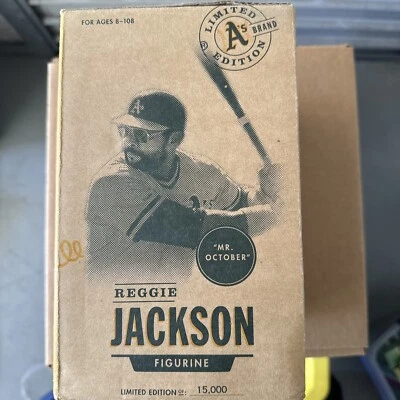 FOR AGES 8-108
LIMITED
A's BRAND
EDITION
"MR.
OCTOBER"
REGGIE
JACKSON
FIGURINE
LIMITED EDITION OF: 15,000